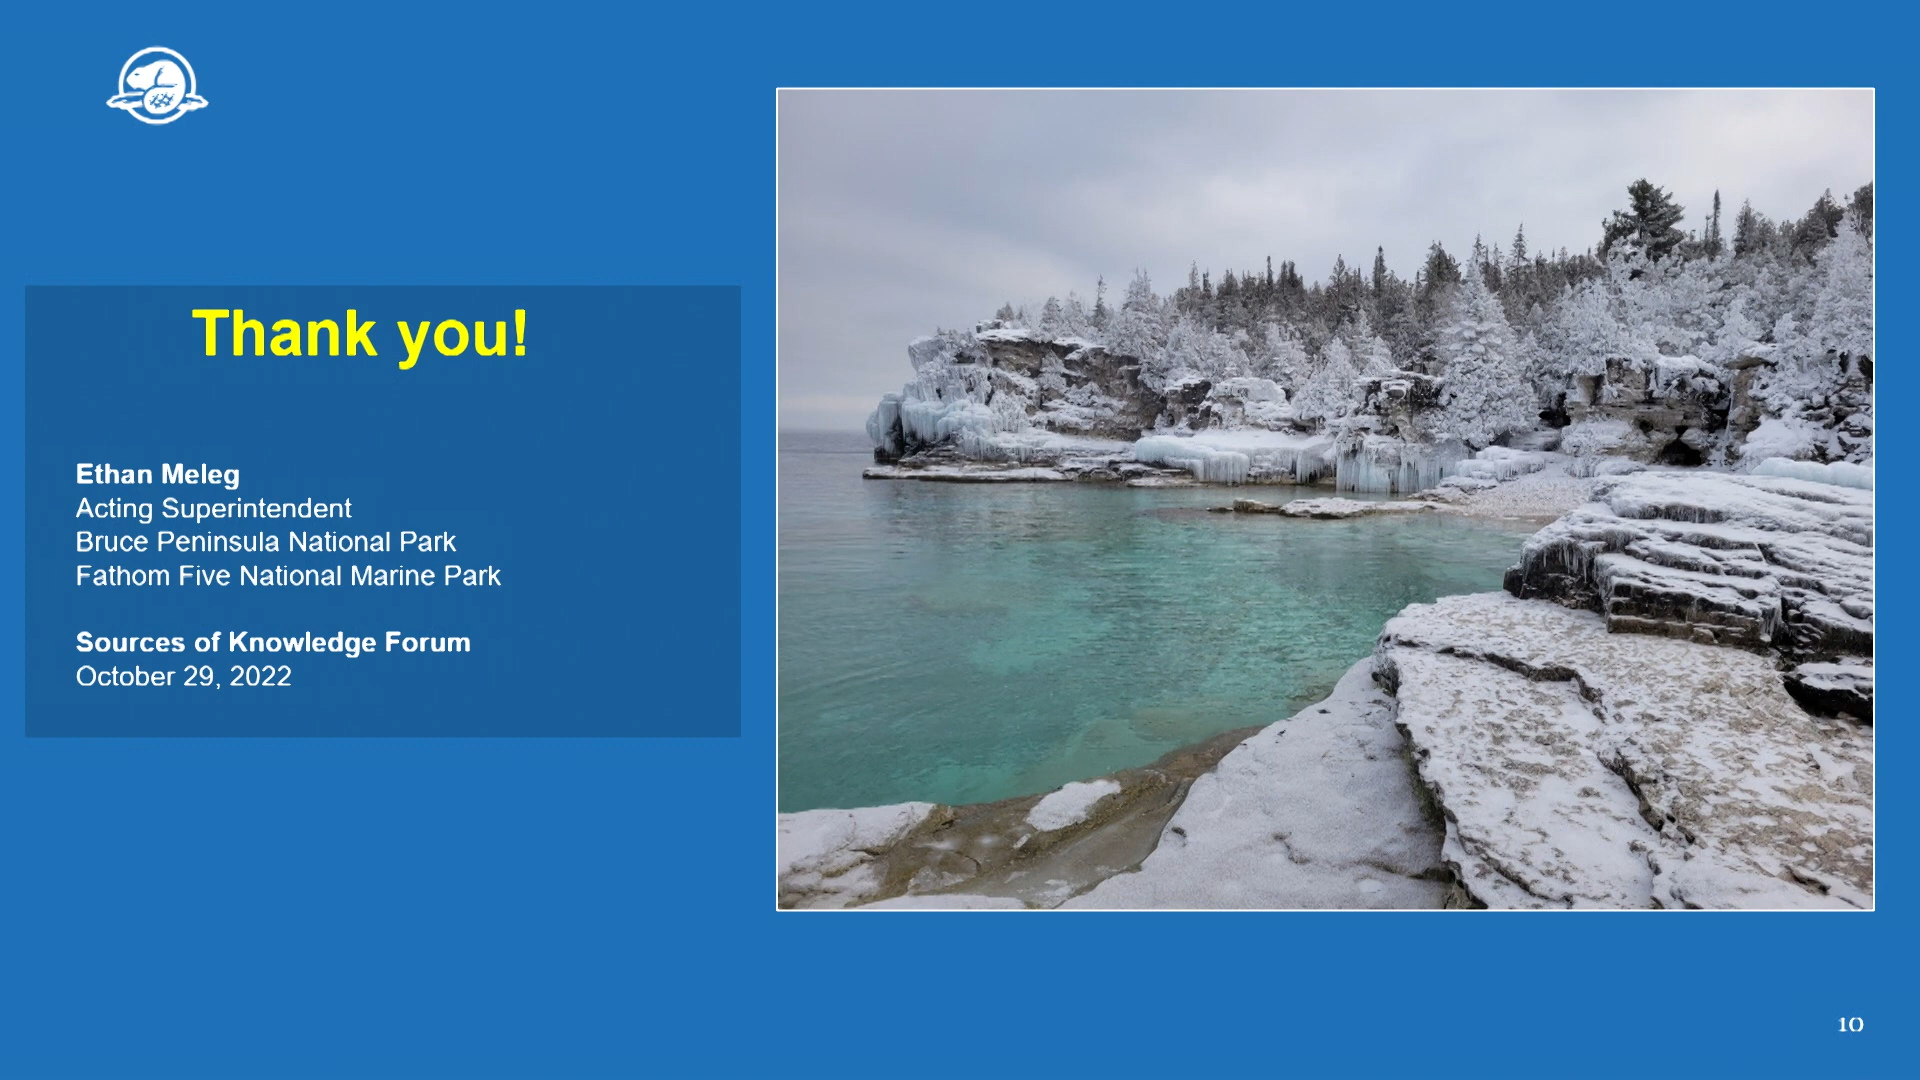 Thank you!
Ethan Meleg
Acting Superintendent
Bruce Peninsula National Park
Fathom Five National Marine Park
Sources of Knowledge Forum
October 29, 2022
10